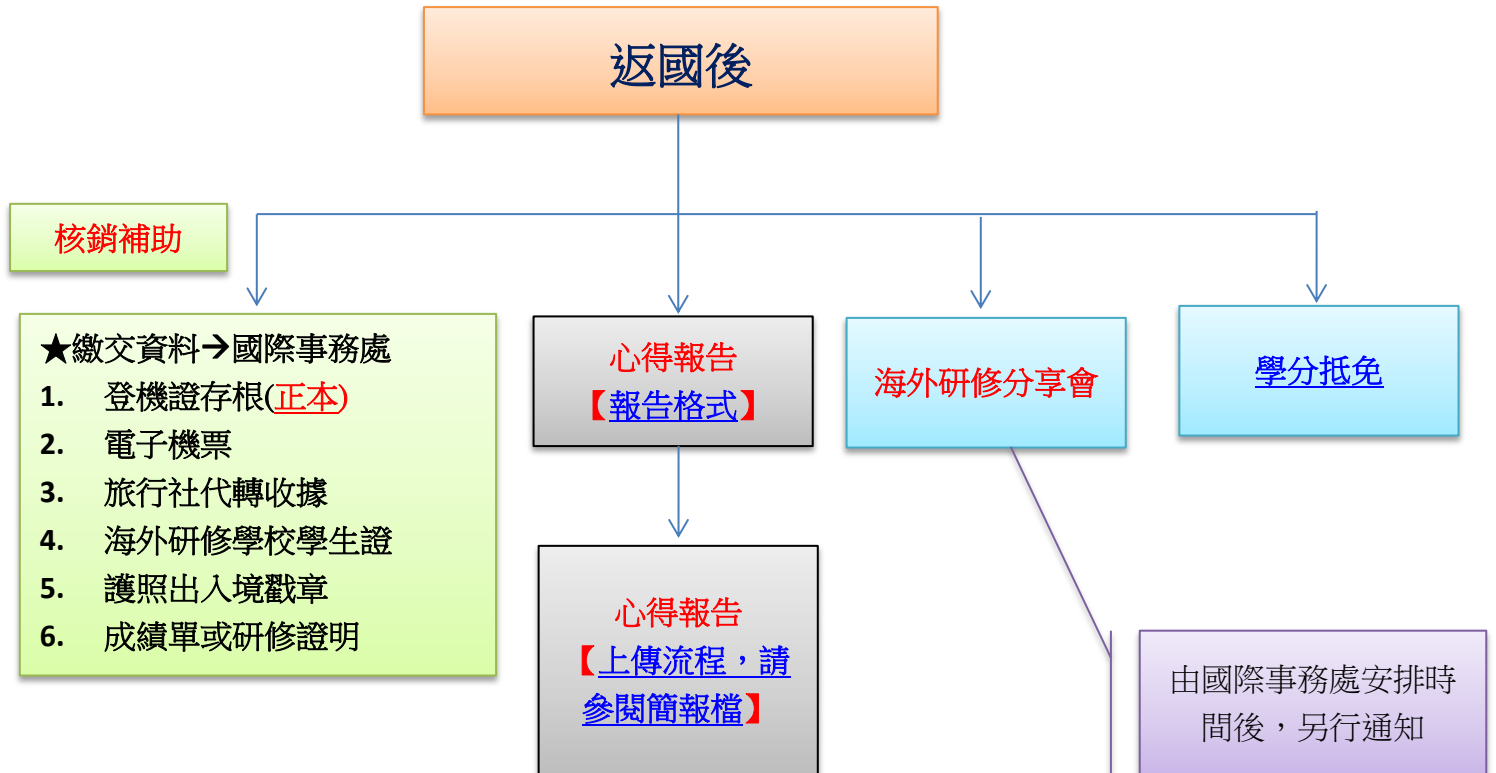 返國後
核銷補助
★繳交資料→國際事務處
1. 登機證存根(正本)
2. 電子機票
3. 旅行社代轉收據
4. 海外研修學校學生證
5. 護照出入境戳章
6. 成績單或研修證明
心得報告
【報告格式】
心得報告
【上傳流程，請
參閱簡報檔】
海外研修分享會
由國際事務處安排時
間後，另行通知
學分抵免